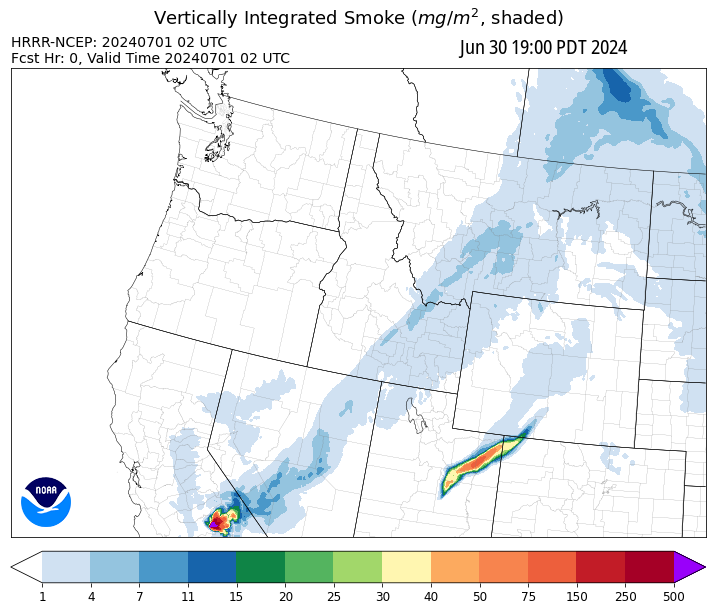 Vertically Integrated Smoke (mg/m², shaded)
HRRR-NCEP: 20240701 02 UTC
Fcst Hr: 0, Valid Time 20240701 02 UTC
Jun 30 19:00 PDT 2024
NOAA
1 4 7 11 15 20 25 30 40 50 75 150 250 500